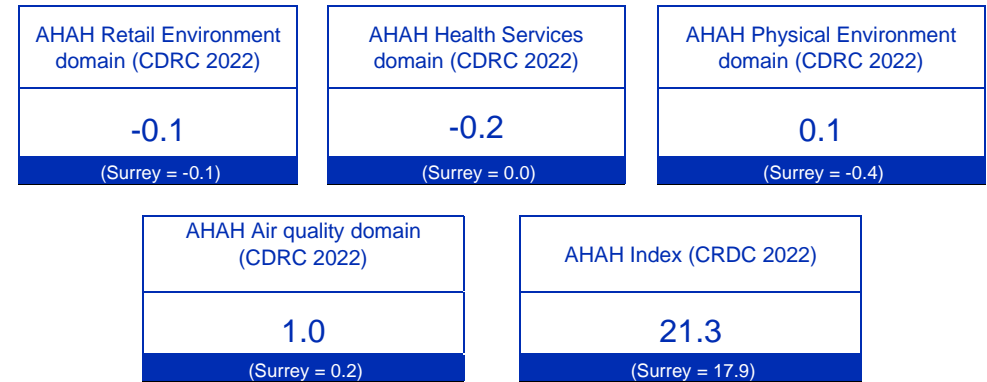 AHAH Retail Environment
domain (CDRC 2022)
-0.1
(Surrey = -0.1)
AHAH Health Services
domain (CDRC 2022)
-0.2
(Surrey = 0.0)
AHAH Physical Environment
domain (CDRC 2022)
0.1
(Surrey = -0.4)
AHAH Air quality domain
(CDRC 2022)
1.0
(Surrey = 0.2)
AHAH Index (CRDC 2022)
21.3
(Surrey = 17.9)